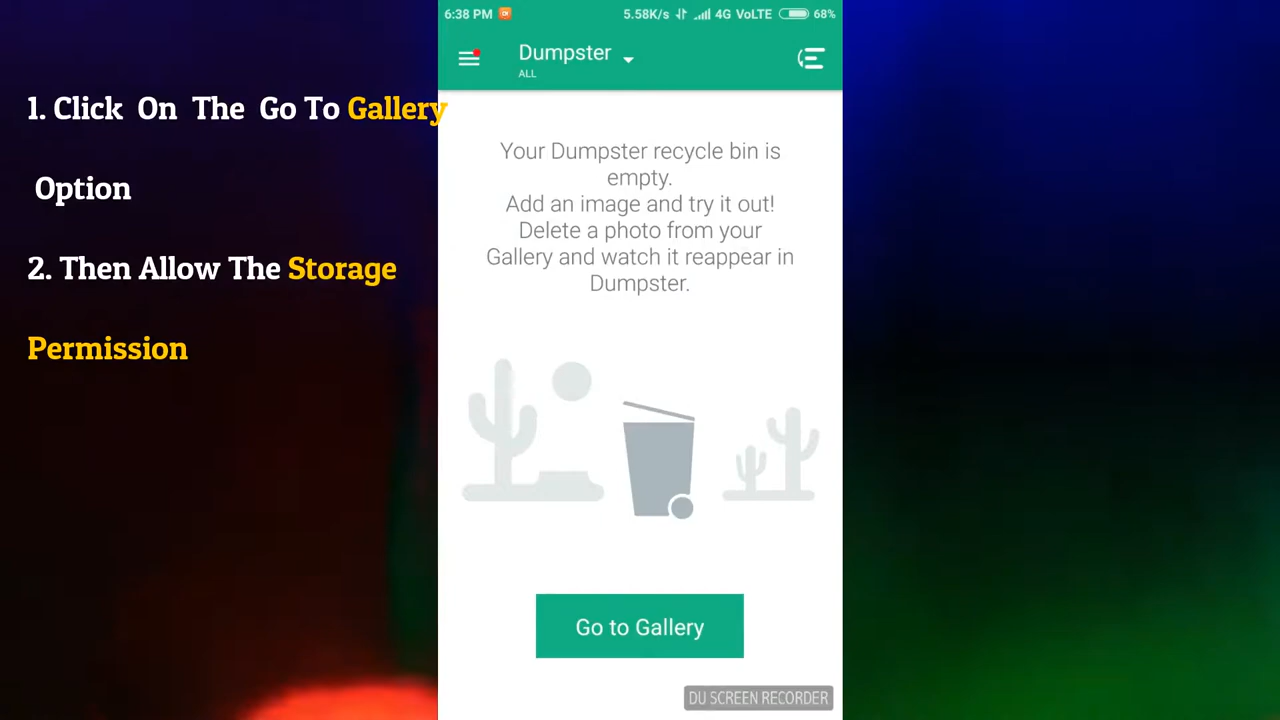 1. Click On The Go To Gallery
Option
2. Then Allow The Storage
Permission
6:38 PM
5.58K/s 4G VoLTE 68%
Dumpster
ALL
Your Dumpster recycle bin is
empty.
Add an image and try it out!
Delete a photo from your
Gallery and watch it reappear in
Dumpster.
Go to Gallery
DU SCREEN RECORDER